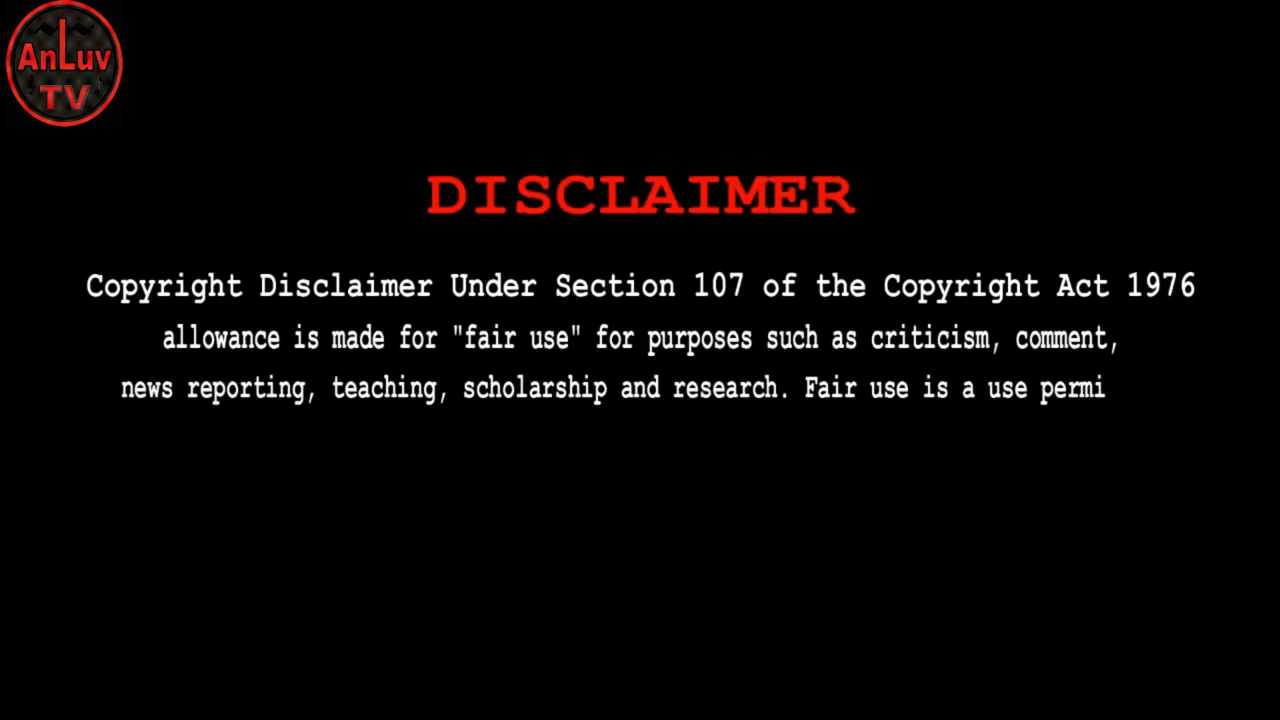 AnLuv
TV
DISCLAIMER
Copyright Disclaimer Under Section 107 of the Copyright Act 1976
allowance is made for "fair use" for purposes such as criticism, comment,
news reporting, teaching, scholarship and research. Fair use is a use permi